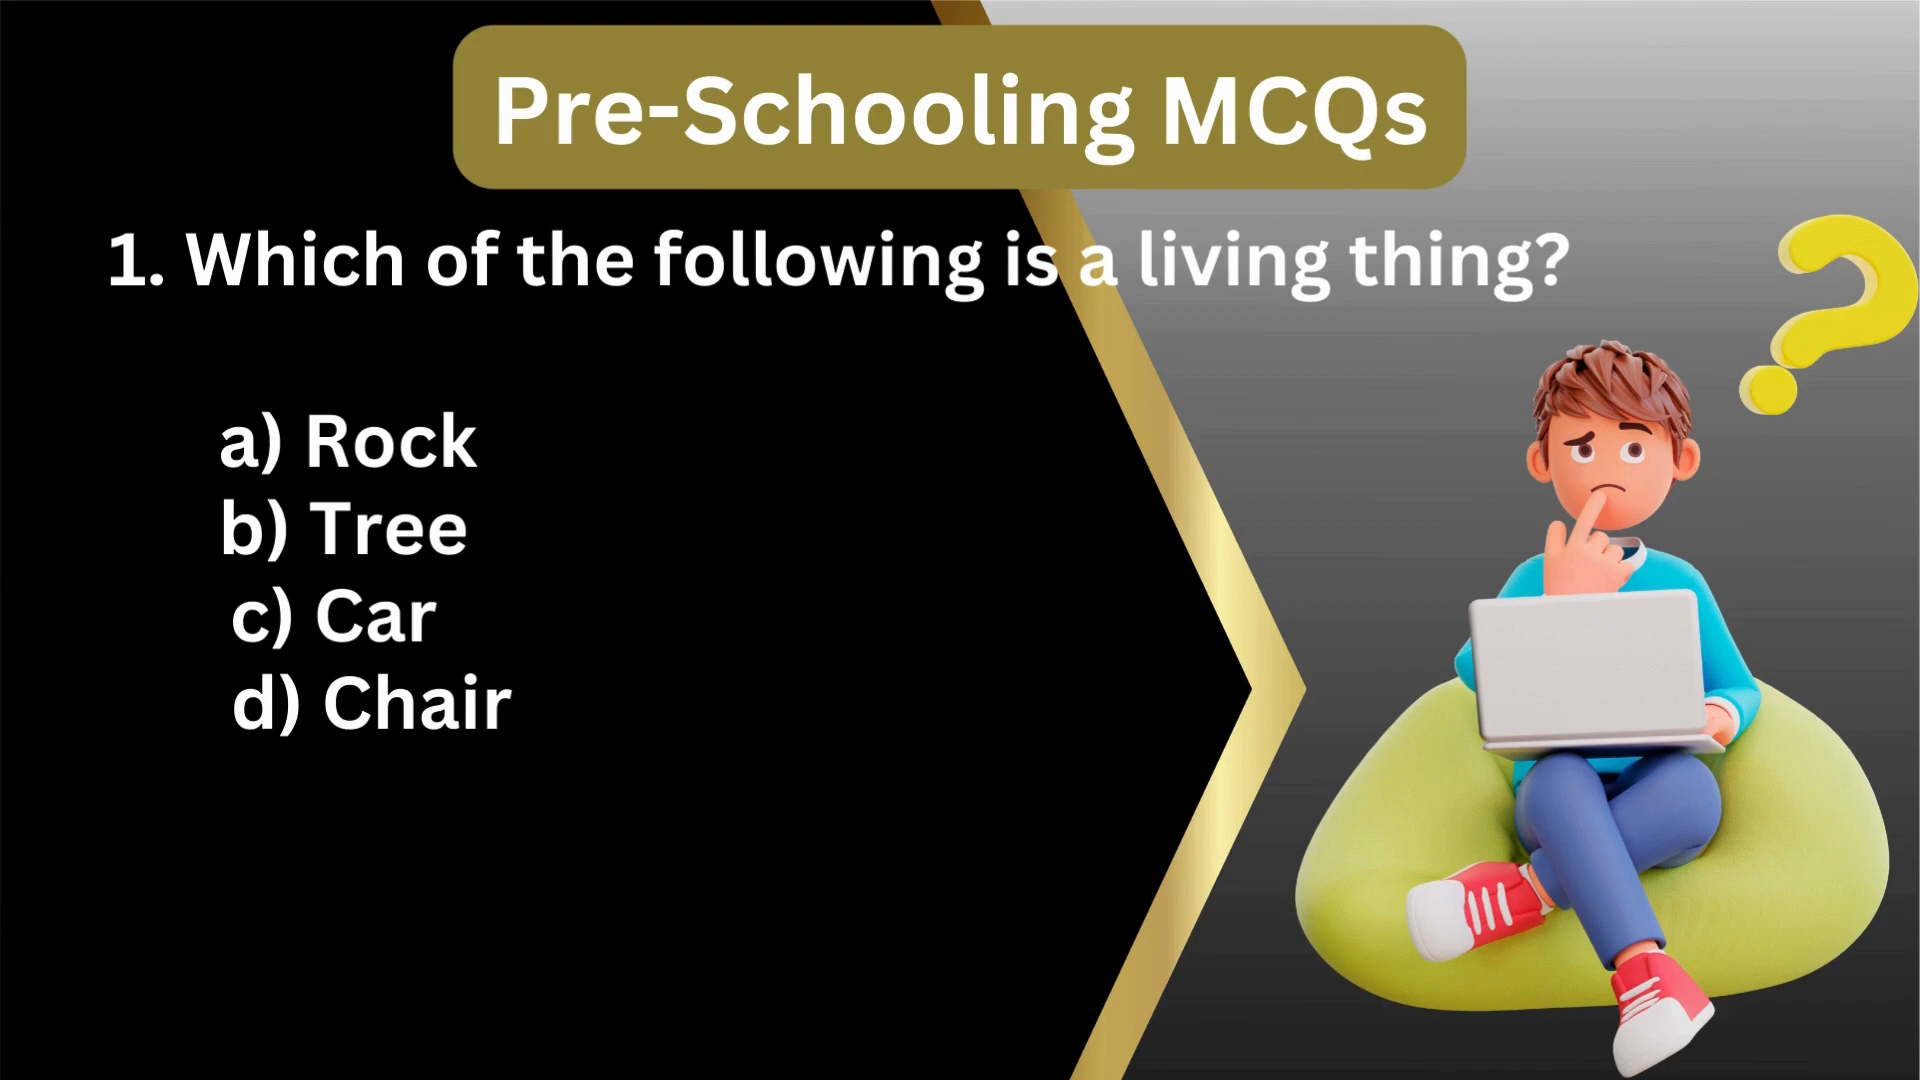 Pre-Schooling MCQs
1. Which of the following is a living thing?
a) Rock
b) Tree
c) Car
d) Chair